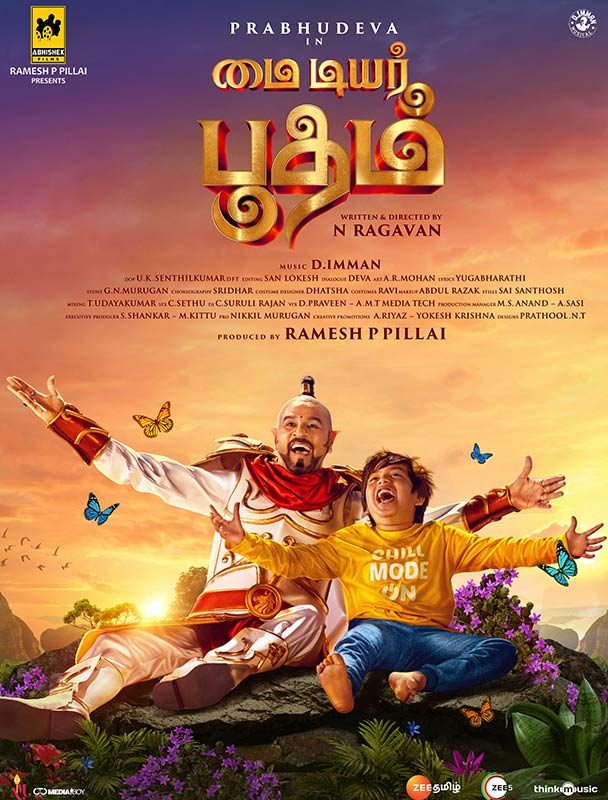 ABHISHEK
FILMS
RAMESH P PILLAI
PRESENTS
D.IMMAN
MUSICAL
PRABHUDEVA
IN
மை டியர்
பூதம்
WRITTEN & DIRECTED BY
N RAGAVAN
MUSIC D.IMMAN
DOP U.K.SENTHILKUMAR DFT EDITING SAN LOKESH DIALOGUE DEVA ART A.R.MOHAN LYRICS YUGABHARATHI
STUNT G.N.MURUGAN CHOREOGRAPHY SRIDHAR COSTUME DESIGNER DHATSHA COSTUMES RAVI MAKEUP ABDUL RAZAK STILLS SAI SANTHOSH
MIXING T.UDAYAKUMAR SFX C.SETHU DI C.SURULI RAJAN VFX D.PRAVEEN – A.M.T MEDIA TECH PRODUCTION MANAGER M.S.ANAND – A.SASI
EXECUTIVE PRODUCER S.SHANKAR – M.KITTU PRO NIKKIL MURUGAN CREATIVE PROMOTIONS A.RIYAZ – YOKESH KRISHNA DESIGNS PRATHOOL.N.T
PRODUCED BY RAMESH P PILLAI
CHILL
MODE
ON
MEDIABOY
ZEEதமிழ்
ZEE5
think music